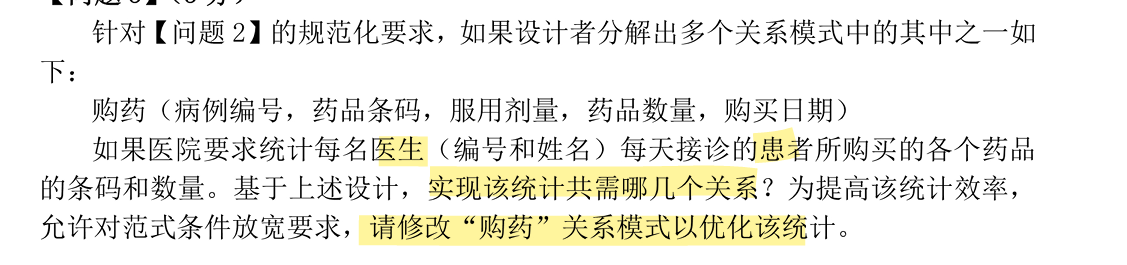 【问题3】(6分)
针对【问题 2】的规范化要求，如果设计者分解出多个关系模式中的其中之一如
下：
购药（病例编号，药品条码，服用剂量，药品数量，购买日期）
如果医院要求统计每名医生（编号和姓名）每天接诊的患者所购买的各个药品
的条码和数量。基于上述设计，实现该统计共需哪几个关系？为提高该统计效率，
允许对范式条件放宽要求，请修改“购药”关系模式以优化该统计。